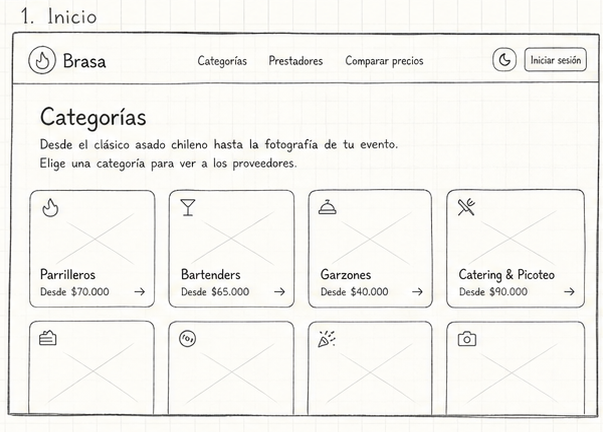 1. Inicio
Brasa
Categorías
Prestadores
Comparar precios
Iniciar sesión
Categorías
Desde el clásico asado chileno hasta la fotografía de tu evento.
Elige una categoría para ver a los proveedores.
Parrilleros
Desde $70.000
Bartenders
Desde $65.000
Garzones
Desde $40.000
Catering & Picoteo
Desde $90.000